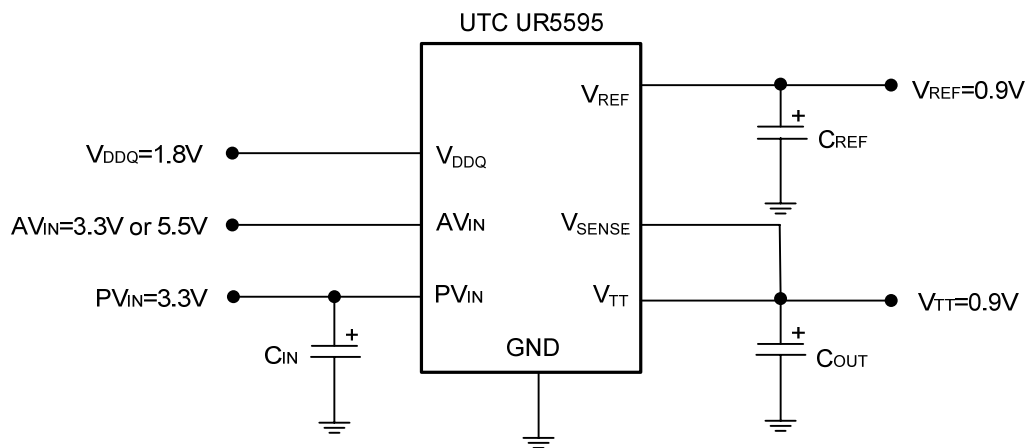 UTC UR5595
VREF
VREF=0.9V
CREF
VDDQ=1.8V
VDDQ
AVIN=3.3V or 5.5V
AVIN
VSENSE
PVIN=3.3V
PVIN
VTT
VTT=0.9V
+
+
+
CIN
GND
COUT